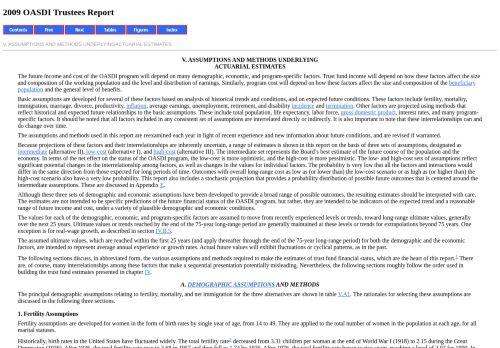 2009 OASDI Trustees Report
Contents Prev Next Tables Figures Index
V. ASSUMPTIONS AND METHODS UNDERLYINGACTUARIAL ESTIMATES
V. ASSUMPTIONS AND METHODS UNDERLYING
ACTUARIAL ESTIMATES
The future income and cost of the OASDI program will depend on many demographic, economic, and program-specific factors. Trust fund income will depend on how these factors affect the size
and composition of the working population and the level and distribution of earnings. Similarly, program cost will depend on how these factors affect the size and composition of the beneficiary
population and the general level of benefits.
Basic assumptions are developed for several of these factors based on analysis of historical trends and conditions, and on expected future conditions. These factors include fertility, mortality,
immigration, marriage, divorce, productivity, inflation, average earnings, unemployment, retirement, and disability incidence and termination. Other factors are projected using methods that
reflect historical and expected future relationships to the basic assumptions. These include total population, life expectancy, labor force, gross domestic product, interest rates, and many program-
specific factors. It should be noted that all factors included in any consistent set of assumptions are interrelated directly or indirectly. It is also important to note that these interrelationships can and
do change over time.
The assumptions and methods used in this report are reexamined each year in light of recent experience and new information about future conditions, and are revised if warranted.
Because projections of these factors and their interrelationships are inherently uncertain, a range of estimates is shown in this report on the basis of three sets of assumptions, designated as
intermediate (alternative II), low cost (alternative I), and high cost (alternative III). The intermediate set represents the Board's best estimate of the future course of the population and the
economy. In terms of the net effect on the status of the OASDI program, the low-cost is more optimistic, and the high-cost is more pessimistic. The low- and high-cost sets of assumptions reflect
significant potential changes in the interrelationships among factors, as well as changes in the values for individual factors. The probability is very low that all the factors and interactions would
differ in the same direction from those expected for long periods of time. Outcomes with overall long-range cost as low as (or lower than) the low-cost scenario or as high as (or higher than) the
high-cost scenario also have a very low probability. This report also includes a stochastic projection that provides a probability distribution of possible future outcomes that is centered around the
intermediate assumptions. These are discussed in Appendix E.
Although these three sets of demographic and economic assumptions have been developed to provide a broad range of possible outcomes, the resulting estimates should be interpreted with care.
The estimates are not intended to be specific predictions of the future financial status of the OASDI program, but rather, they are intended to be indicators of the expected trend and a reasonable
range of future income and cost, under a variety of plausible demographic and economic conditions.
The values for each of the demographic, economic, and program-specific factors are assumed to move from recently experienced levels or trends, toward long-range ultimate values, generally
over the next 25 years. Ultimate values or trends reached by the end of the 75-year long-range period are generally maintained at these levels or trends for extrapolations beyond 75 years. One
exception is for real-wage growth, as described in section IV.B.5.
The assumed ultimate values, which are reached within the first 25 years (and apply thereafter through the end of the 75-year long-range period) for both the demographic and the economic
factors, are intended to represent average annual experience or growth rates. Actual future values will exhibit fluctuations or cyclical patterns, as in the past.
The following sections discuss, in abbreviated form, the various assumptions and methods required to make the estimates of trust fund financial status, which are the heart of this report.1 There
are, of course, many interrelationships among these factors that make a sequential presentation potentially misleading. Nevertheless, the following sections roughly follow the order used in
building the trust fund estimates presented in chapter IV.
A. DEMOGRAPHIC ASSUMPTIONS AND METHODS
The principal demographic assumptions relating to fertility, mortality, and net immigration for the three alternatives are shown in table V.A1. The rationales for selecting these assumptions are
discussed in the following three sections.
1. Fertility Assumptions
Fertility assumptions are developed for women in the form of birth rates by single year of age, from 14 to 49. They are applied to the total number of women in the population at each age, for all
marital statuses.
Historically, birth rates in the United States have fluctuated widely. The total fertility rate2 decreased from 3.31 children per woman at the end of World War I (1918) to 2.15 during the Great